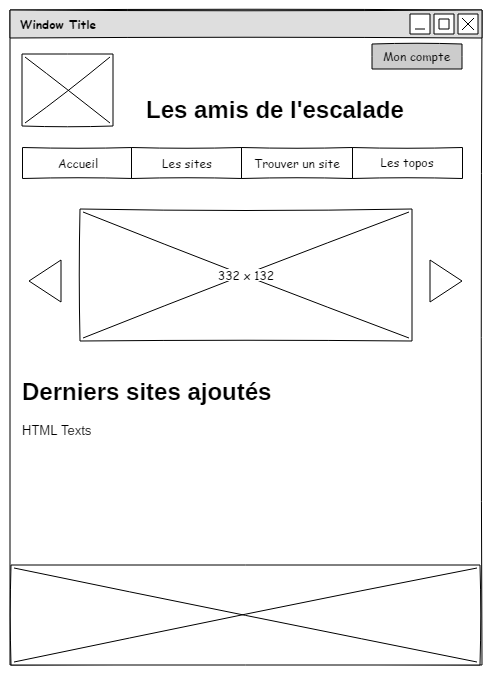 Window Title
Mon compte
Les amis de l'escalade
Accueil
Les sites
Trouver un site
Les topos
332 x 132
Derniers sites ajoutés
HTML Texts